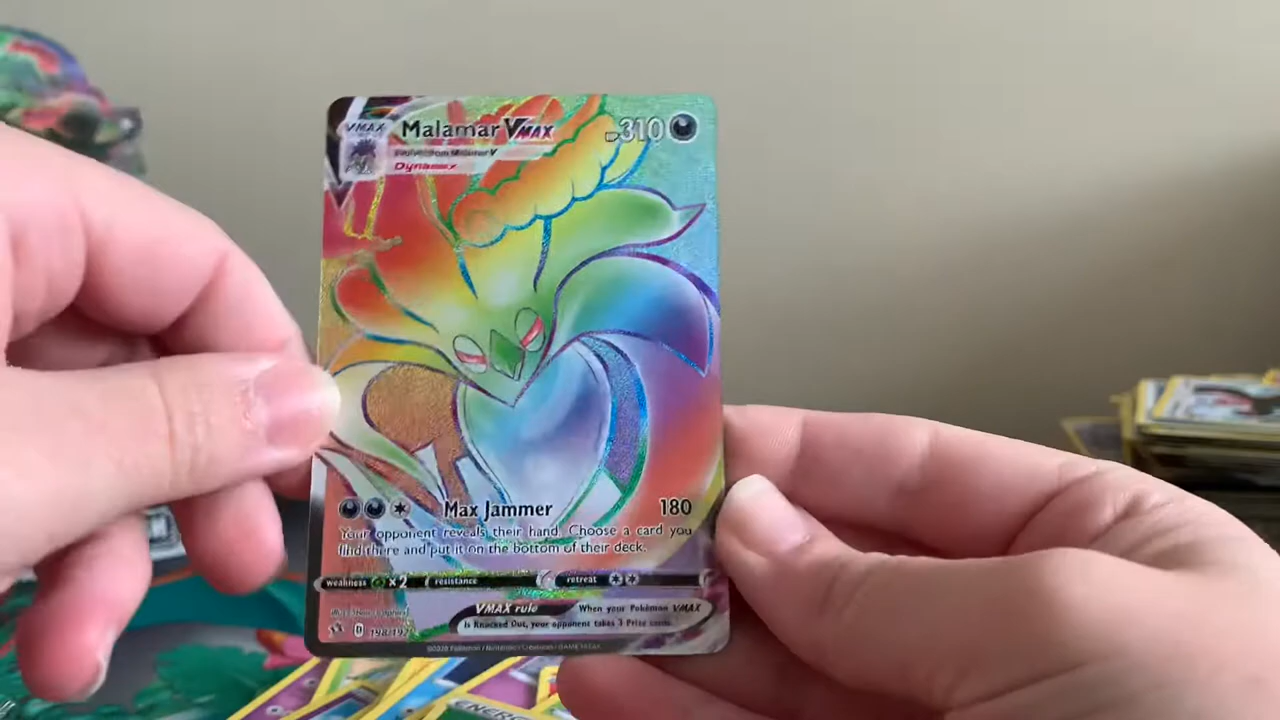 VMAX Malamar VMAX 310
Evolves from Malamar V
Dynamax
Max Jammer 180
Your opponent reveals their hand. Choose a card you
find there and put it on the bottom of their deck.
weakness ×2 resistance retreat
VMAX rule When your Pokémon VMAX
is Knocked Out, your opponent takes 3 Prize cards.
D 198/192
©2020 Pokémon / Nintendo / Creatures / GAME FREAK
ENERGY